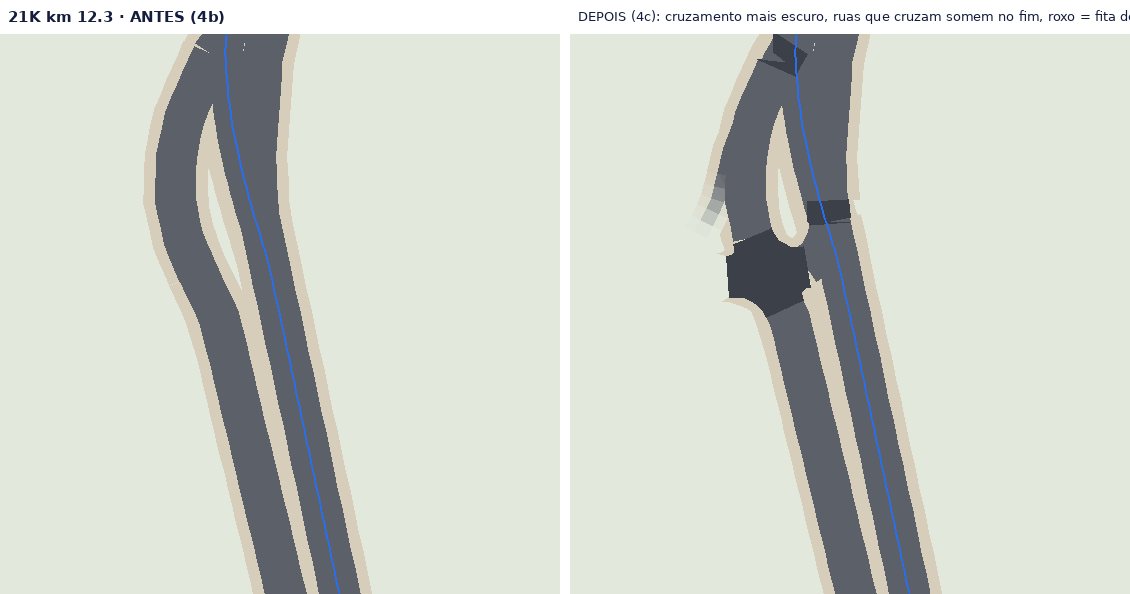 21K km 12.3 · ANTES (4b)
DEPOIS (4c): cruzamento mais escuro, ruas que cruzam somem no fim, roxo = fita